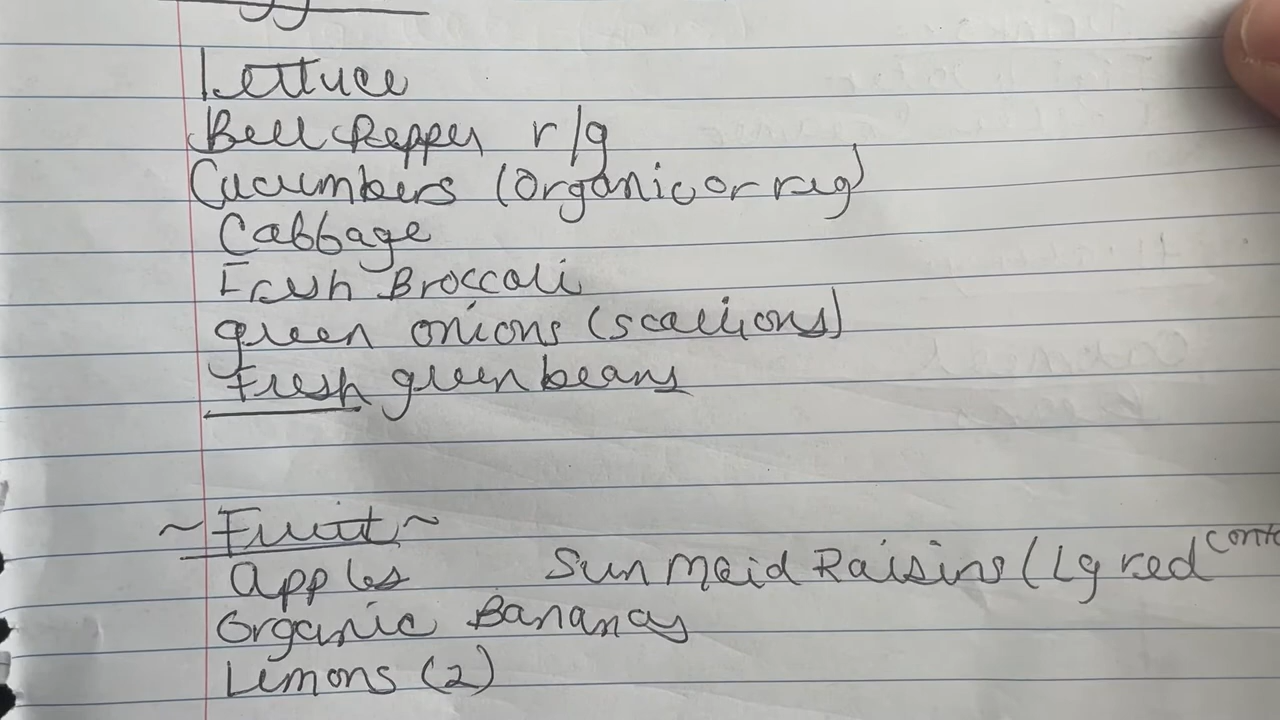 Lettuce
Bell Pepper r/g
Cucumbers (Organic or reg)
Cabbage
Fresh Broccoli
green onions (scallions)
Fresh green beans
~Fruit~
apples Sun Maid Raisins (Lg red
Organic Bananas
Lemons (2)